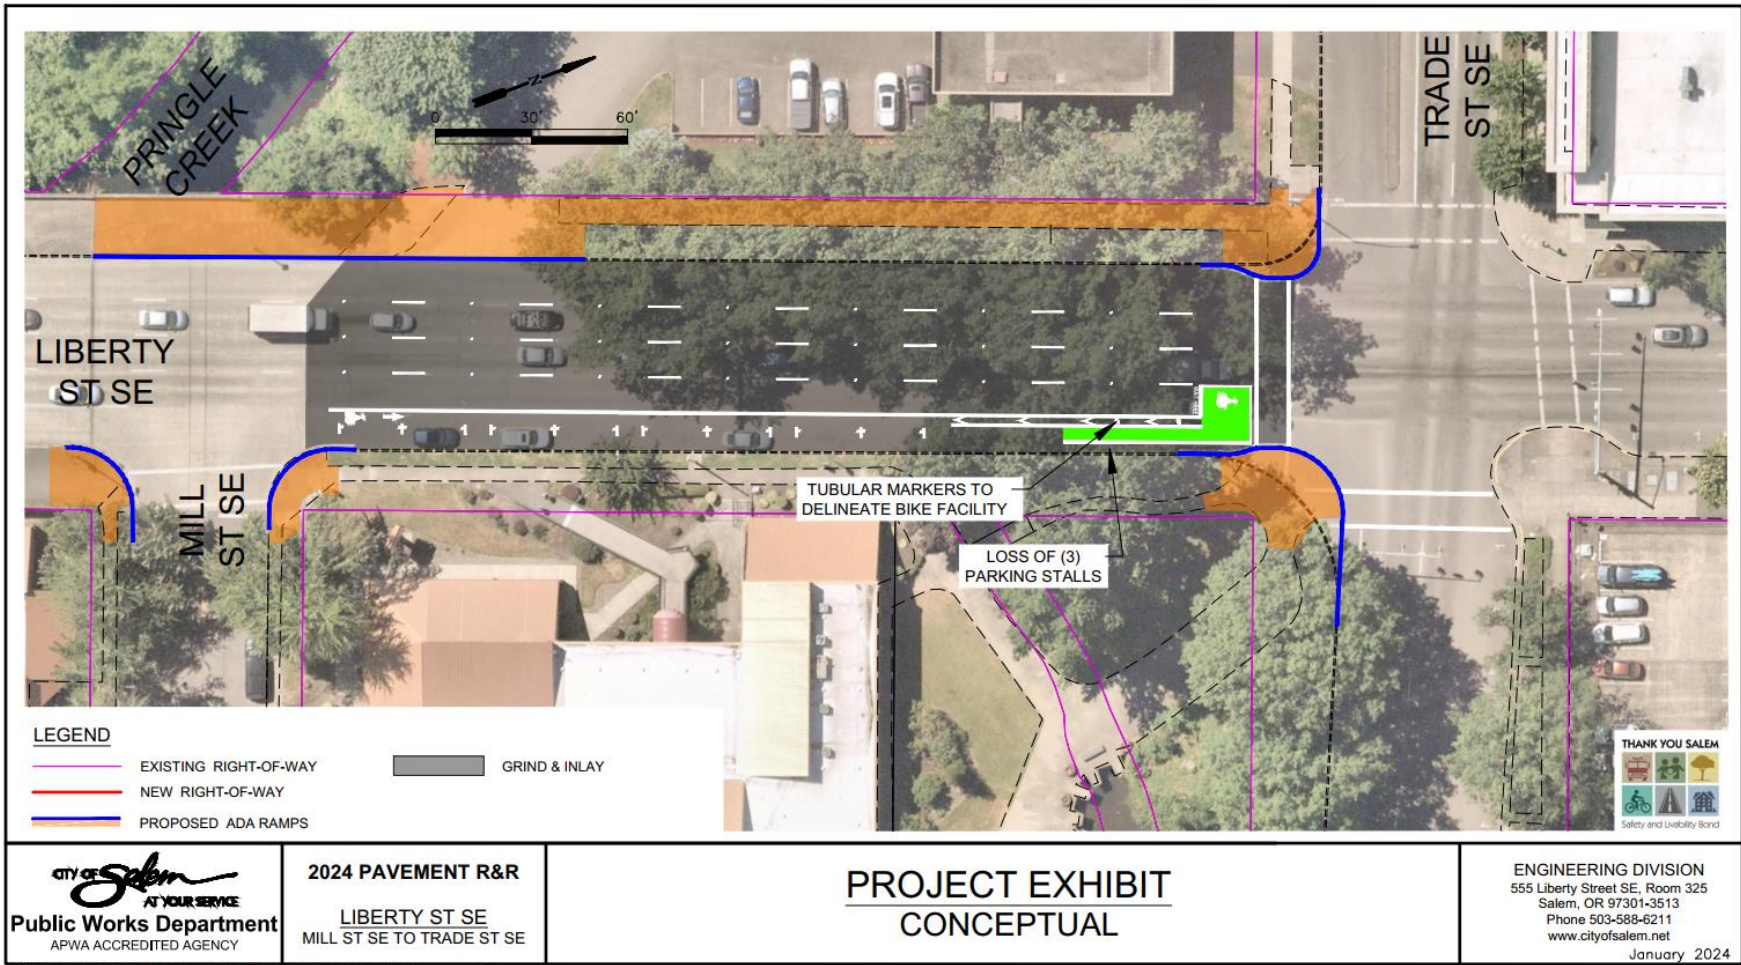 PRINGLE
CREEK
N
0 30' 60'
TRADE
ST SE
LIBERTY
ST SE
MILL
ST SE
TUBULAR MARKERS TO
DELINEATE BIKE FACILITY
LOSS OF (3)
PARKING STALLS
LEGEND
EXISTING RIGHT-OF-WAY
NEW RIGHT-OF-WAY
PROPOSED ADA RAMPS
GRIND & INLAY
THANK YOU SALEM
Safety and Livability Bond
CITY OF Salem
AT YOUR SERVICE
Public Works Department
APWA ACCREDITED AGENCY
2024 PAVEMENT R&R
LIBERTY ST SE
MILL ST SE TO TRADE ST SE
PROJECT EXHIBIT
CONCEPTUAL
ENGINEERING DIVISION
555 Liberty Street SE, Room 325
Salem, OR 97301-3513
Phone 503-588-6211
www.cityofsalem.net
January 2024